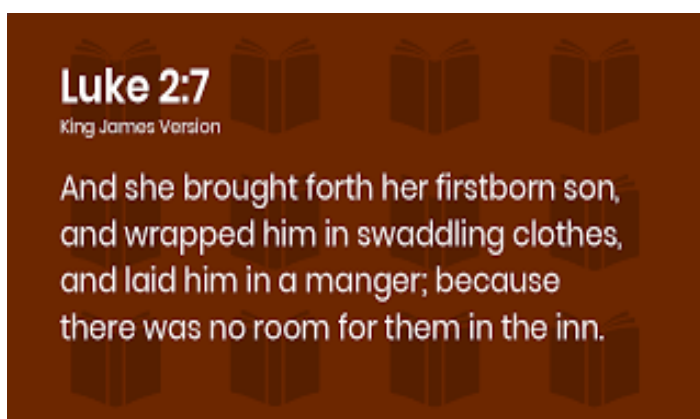 Luke 2:7
King James Version
And she brought forth her firstborn son,
and wrapped him in swaddling clothes,
and laid him in a manger; because
there was no room for them in the inn.